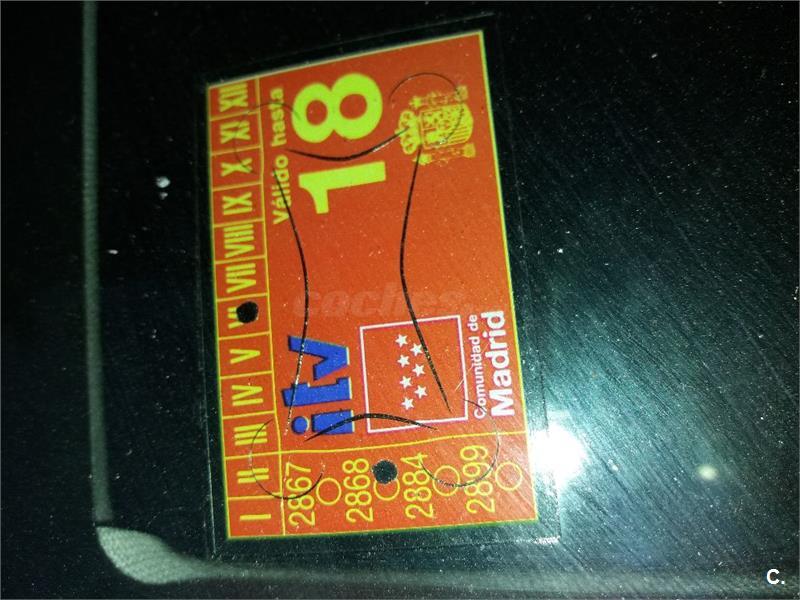 I II III IV V VI VII VIII IX X XI XII
Válido hasta
18
itv
Comunidad de
Madrid
2867
2868
2884
2899
coches
C.